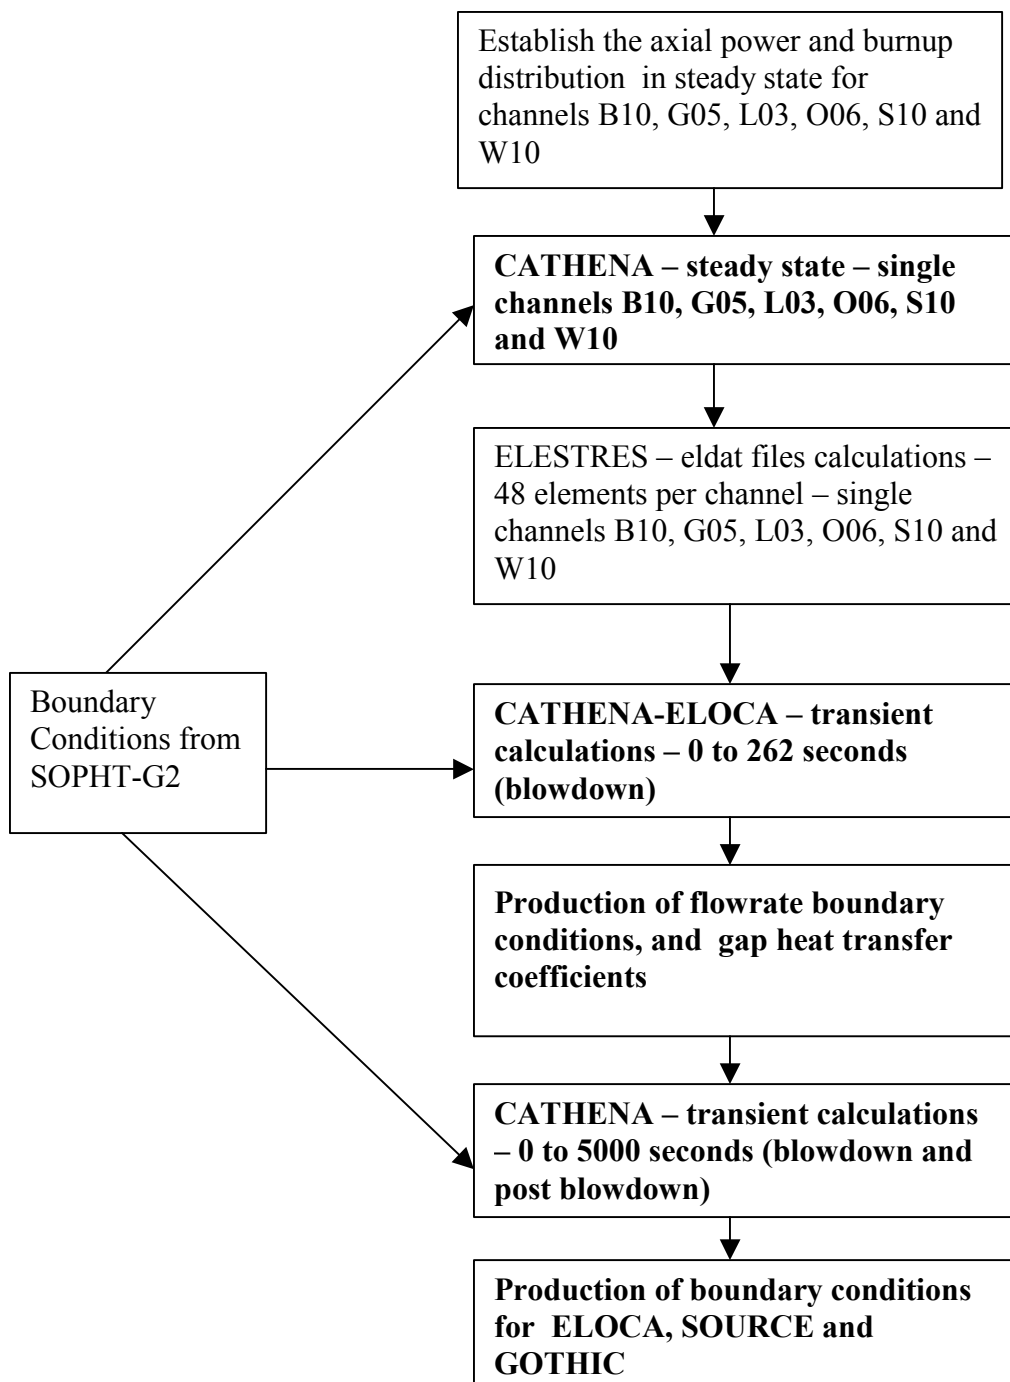 Establish the axial power and burnup
distribution in steady state for
channels B10, G05, L03, O06, S10 and
W10
CATHENA – steady state – single
channels B10, G05, L03, O06, S10
and W10
ELESTRES – eldat files calculations –
48 elements per channel – single
channels B10, G05, L03, O06, S10 and
W10
Boundary
Conditions from
SOPHT-G2
CATHENA-ELOCA – transient
calculations – 0 to 262 seconds
(blowdown)
Production of flowrate boundary
conditions, and gap heat transfer
coefficients
CATHENA – transient calculations
– 0 to 5000 seconds (blowdown and
post blowdown)
Production of boundary conditions
for ELOCA, SOURCE and
GOTHIC